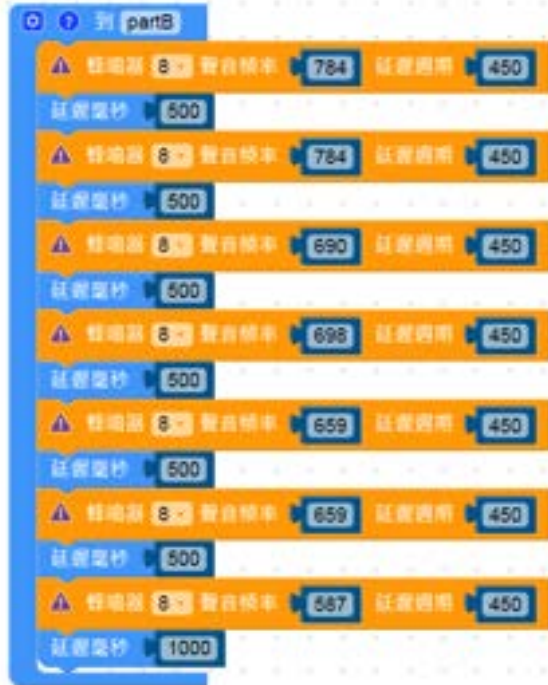 到 partB
蜂鳴器 8 聲音頻率 784 延遲週期 450
延遲毫秒 500
蜂鳴器 8 聲音頻率 784 延遲週期 450
延遲毫秒 500
蜂鳴器 8 聲音頻率 690 延遲週期 450
延遲毫秒 500
蜂鳴器 8 聲音頻率 698 延遲週期 450
延遲毫秒 500
蜂鳴器 8 聲音頻率 659 延遲週期 450
延遲毫秒 500
蜂鳴器 8 聲音頻率 659 延遲週期 450
延遲毫秒 500
蜂鳴器 8 聲音頻率 587 延遲週期 450
延遲毫秒 1000